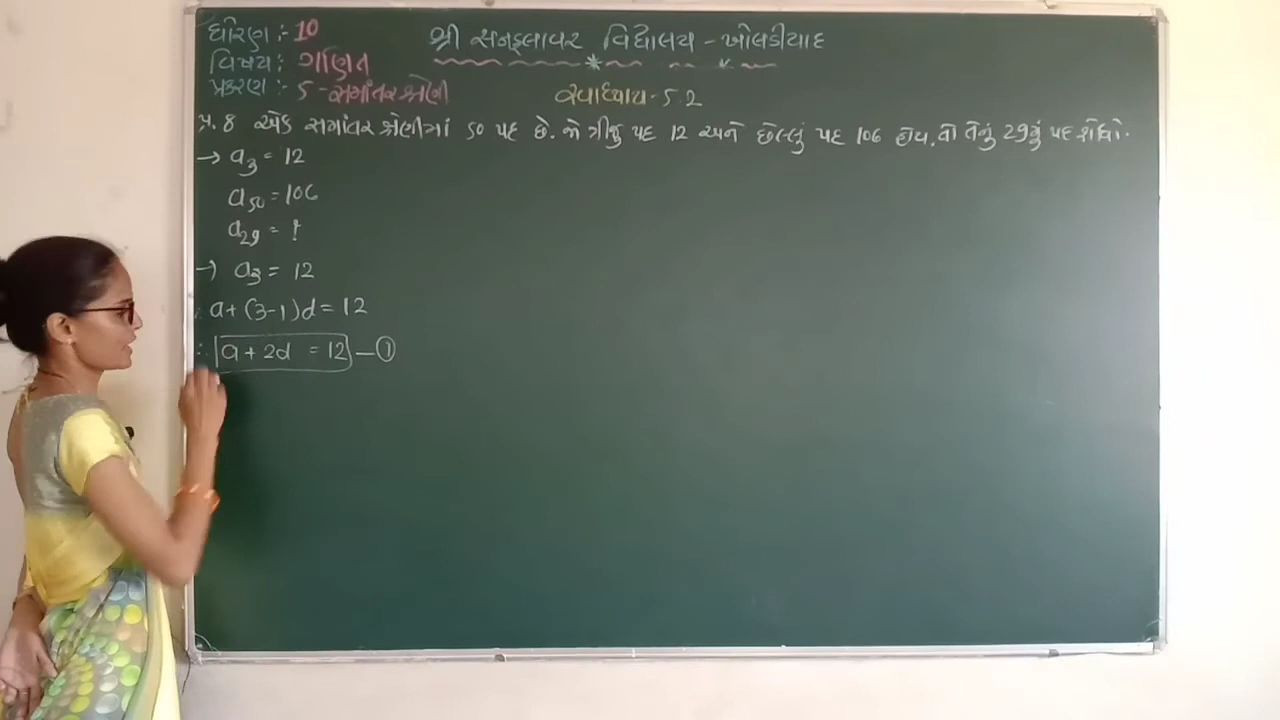 ધોરણ :- 10
શ્રી સનફ્લાવર વિદ્યાલય - ખોલડીયાદ
વિષય : ગણિત
પ્રકરણ :- 5 - સમાંતર શ્રેણી
સ્વાધ્યાય - 5.2
પ્ર. 8 એક સમાંતર શ્રેણીમાં 50 પદ છે. જો ત્રીજુ પદ 12 અને છેલ્લું પદ 106 હોય, તો તેનું 29મું પદ શોધો.
→ a₃ = 12
a₅₀ = 106
a₂₉ = ?
→ a₃ = 12
∴ a + (3-1)d = 12
∴ a + 2d = 12 — ①